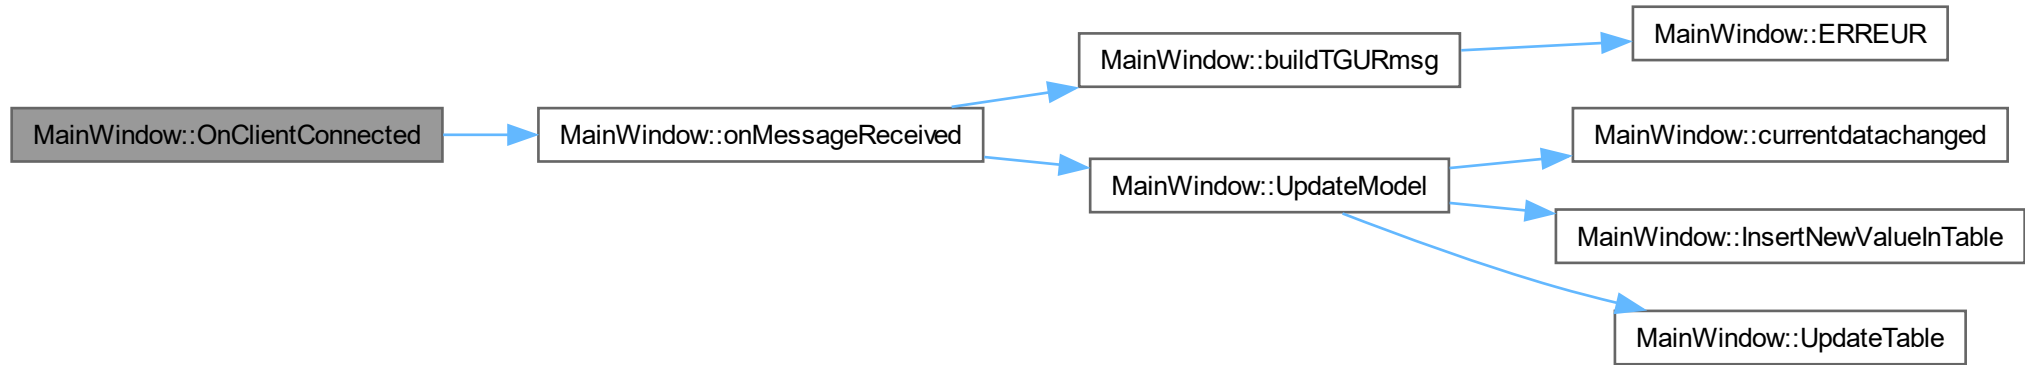 MainWindow::OnClientConnected
MainWindow::onMessageReceived
MainWindow::buildTGURmsg
MainWindow::ERREUR
MainWindow::UpdateModel
MainWindow::currentdatachanged
MainWindow::InsertNewValueInTable
MainWindow::UpdateTable